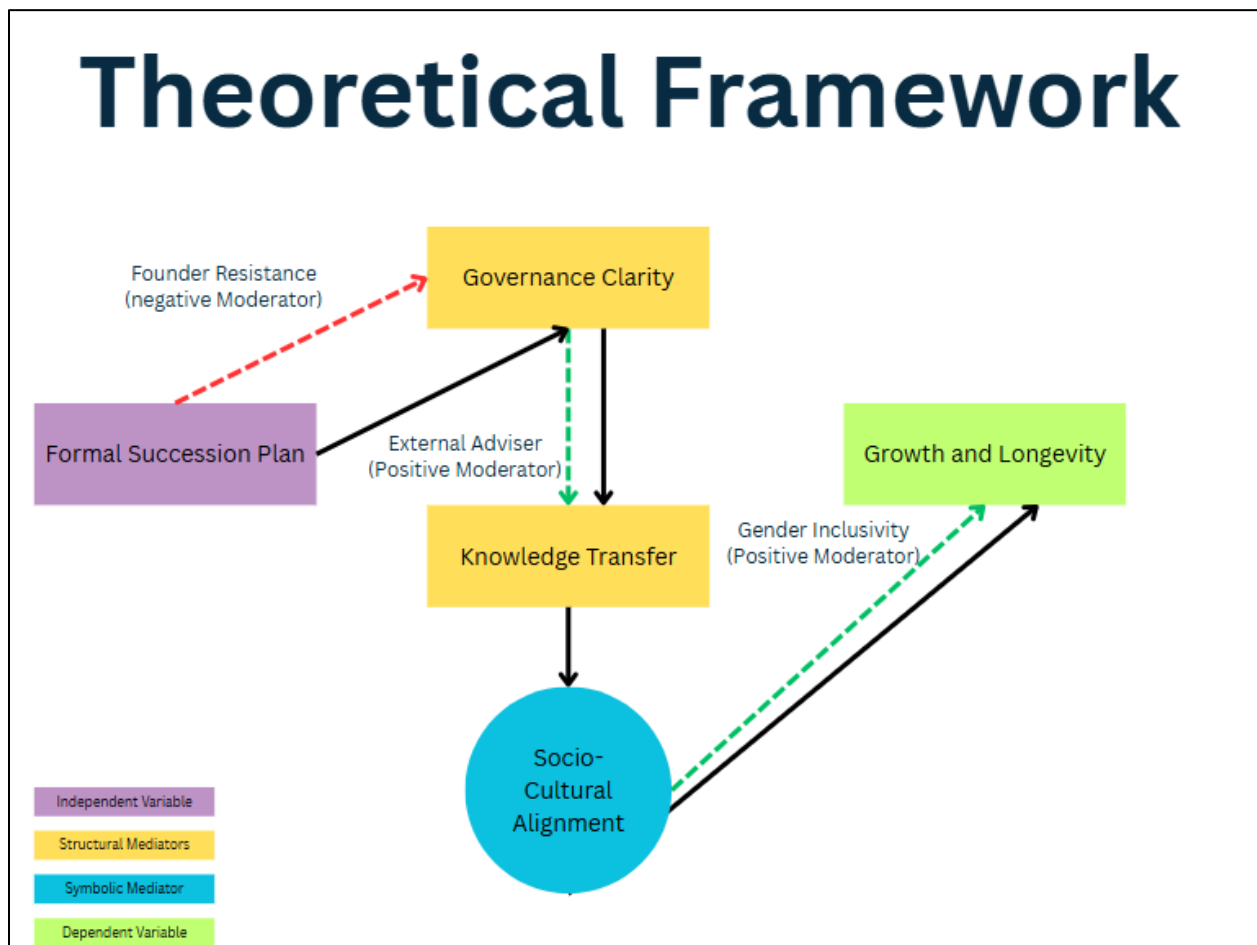 Theoretical Framework
Founder Resistance
(negative Moderator)
Governance Clarity
Formal Succession Plan
External Adviser
(Positive Moderator)
Growth and Longevity
Knowledge Transfer
Gender Inclusivity
(Positive Moderator)
Socio-
Cultural
Alignment
Independent Variable
Structural Mediators
Symbolic Mediator
Dependent Variable